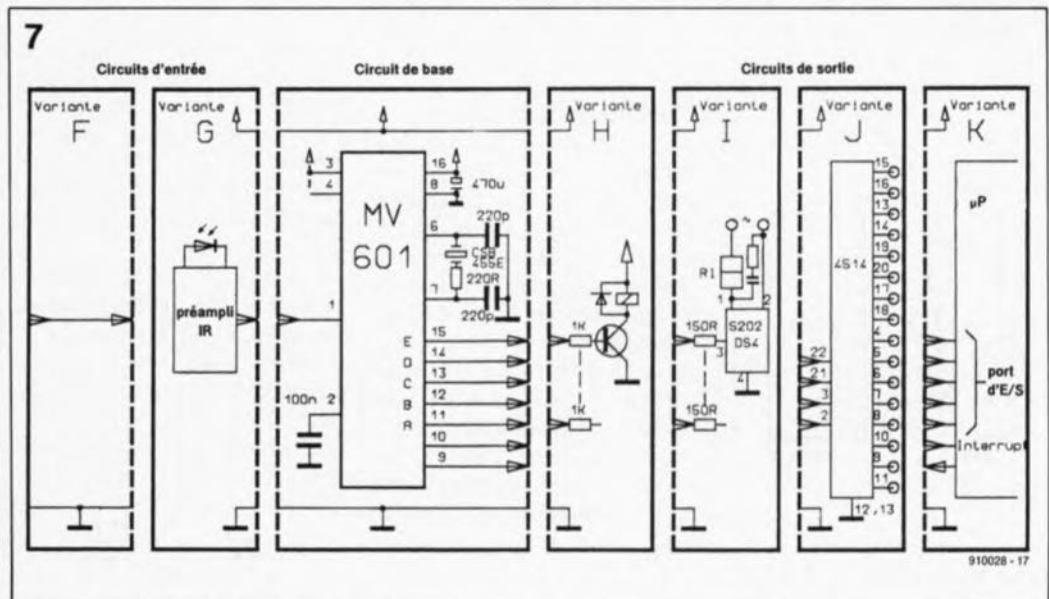 7
Circuits d'entrée
Circuit de base
Circuits de sortie
Variante
F
Variante
G
préampli
IR
MV
601
3
4
1
100n
2
16
8
470u
6
220p
CSB
455E
220R
7
220p
E
15
D
14
C
13
B
12
A
11
10
9
Variante
H
1K
1K
Variante
I
R1
~
1
2
150R
3
S202
DS4
4
150R
Variante
J
4514
22
21
3
2
15
16
13
14
19
20
17
18
4
5
6
7
8
10
9
11
12,13
Variante
K
µP
port
d'E/S
Interrupt
910028 - 17